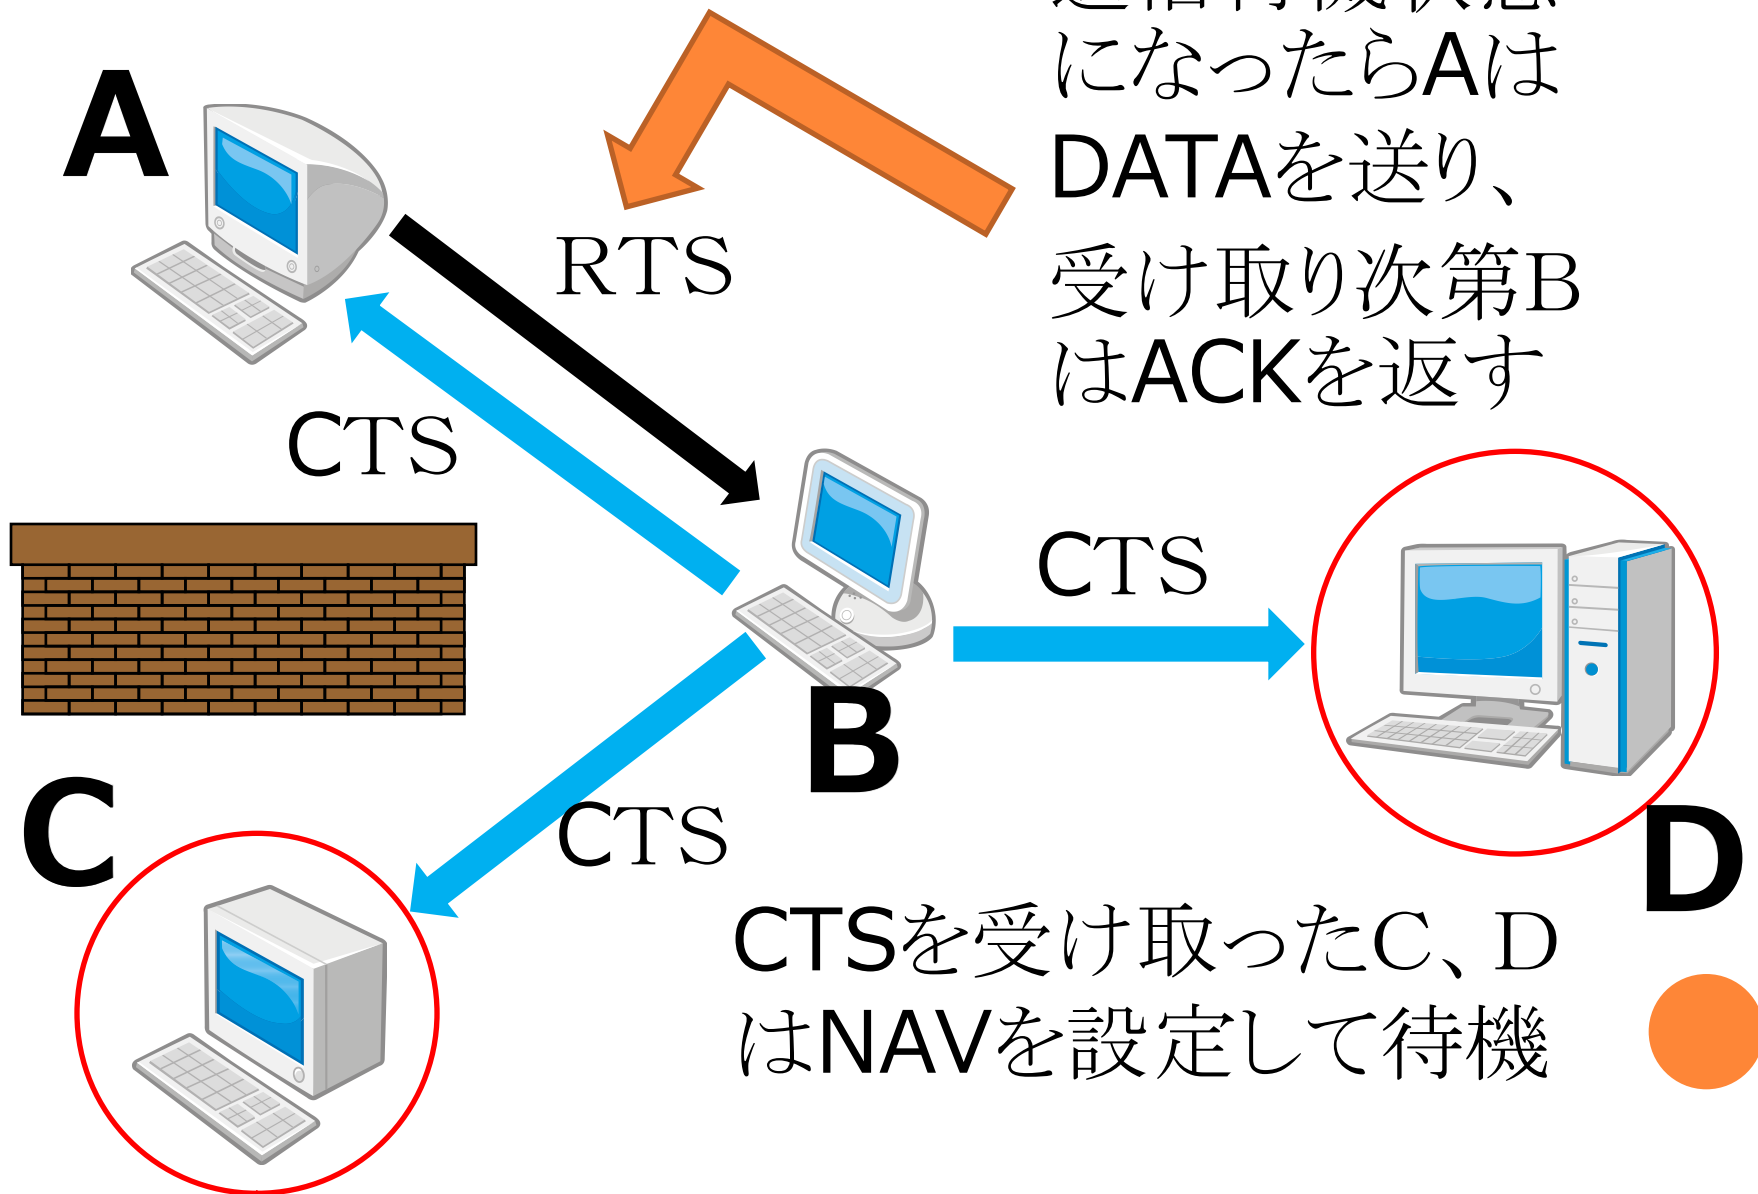 になったらAは
DATAを送り、
受け取り次第B
はACKを返す
A
RTS
CTS
CTS
B
C
CTS
D
CTSを受け取ったC、D
はNAVを設定して待機